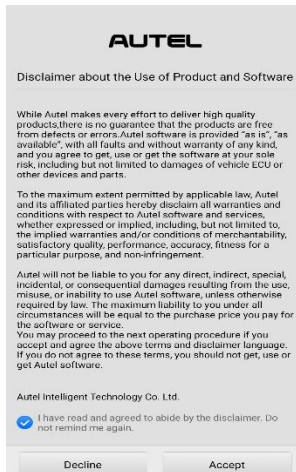 AUTEL
Disclaimer about the Use of Product and Software
While Autel makes every effort to deliver high quality
products,there is no guarantee that the products are free
from defects or errors.Autel software is provided "as is", "as
available", with all faults and without warranty of any kind,
and you agree to get, use or get the software at your sole
risk, including but not limited to damages of vehicle ECU or
other devices and parts.
To the maximum extent permitted by applicable law, Autel
and its affiliated parties hereby disclaim all warranties and
conditions with respect to Autel software and services,
whether expressed or implied, including, but not limited to,
the implied warranties and/or conditions of merchantability,
satisfactory quality, performance, accuracy, fitness for a
particular purpose, and non-infringement.
Autel will not be liable to you for any direct, indirect, special,
incidental, or consequential damages resulting from the use,
misuse, or inability to use Autel software, unless otherwise
required by law. The maximum liability to you under all
circumstances will be equal to the purchase price you pay for
the software or service.
You may proceed to the next operating procedure if you
accept and agree the above terms and disclaimer language.
If you do not agree to these terms, you should not get, use or
get Autel software.
Autel Intelligent Technology Co. Ltd.
I have read and agreed to abide by the disclaimer. Do
not remind me again.
Decline Accept